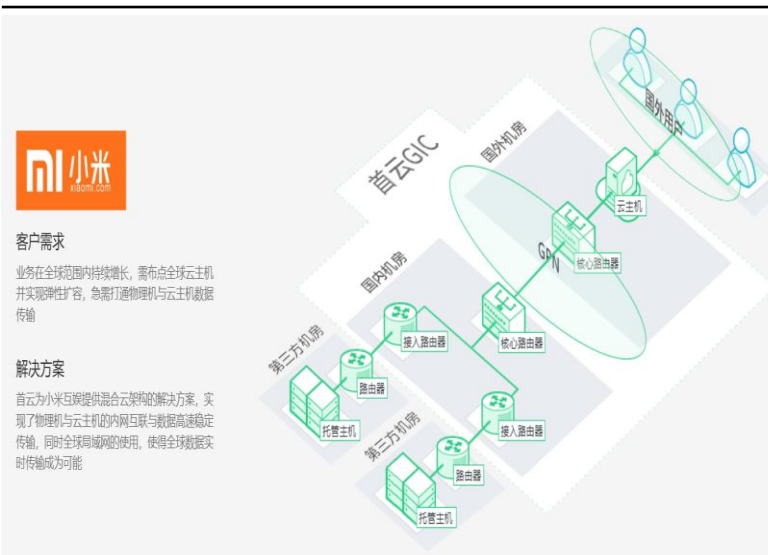 小米
xiaomi.com
客户需求
业务在全球范围内持续增长，需布点全球云主机
并实现弹性扩容，急需打通物理机与云主机数据
传输
解决方案
首云为小米互娱提供混合云架构的解决方案，实
现了物理机与云主机的内网互联与数据高速稳定
传输，同时全球局域网的使用，使得全球数据实
时传输成为可能
国外用户
首云GIC
国外机房
云主机
GPN
核心路由器
国内机房
核心路由器
接入路由器
第三方机房
路由器
托管主机
接入路由器
第三方机房
路由器
托管主机